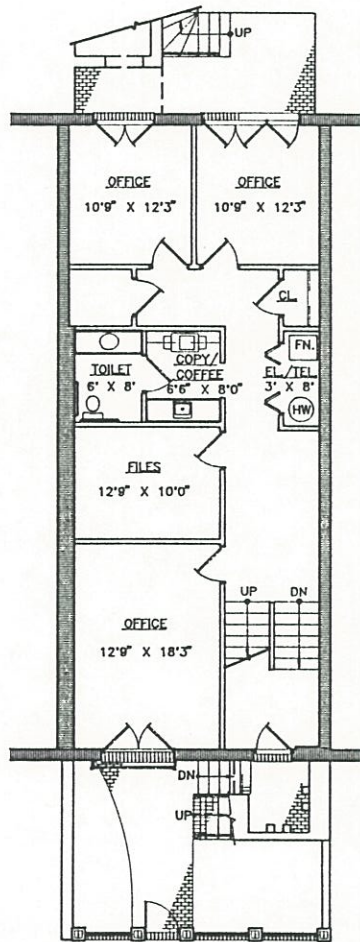 UP
OFFICE
10'9" X 12'3"
OFFICE
10'9" X 12'3"
CL.
FN.
COPY/
COFFEE
6'6" X 8'0"
TOILET
6' X 8'
EL./TEL.
3' X 8'
HW
FILES
12'9" X 10'0"
OFFICE
12'9" X 18'3"
UP
DN
DN
UP